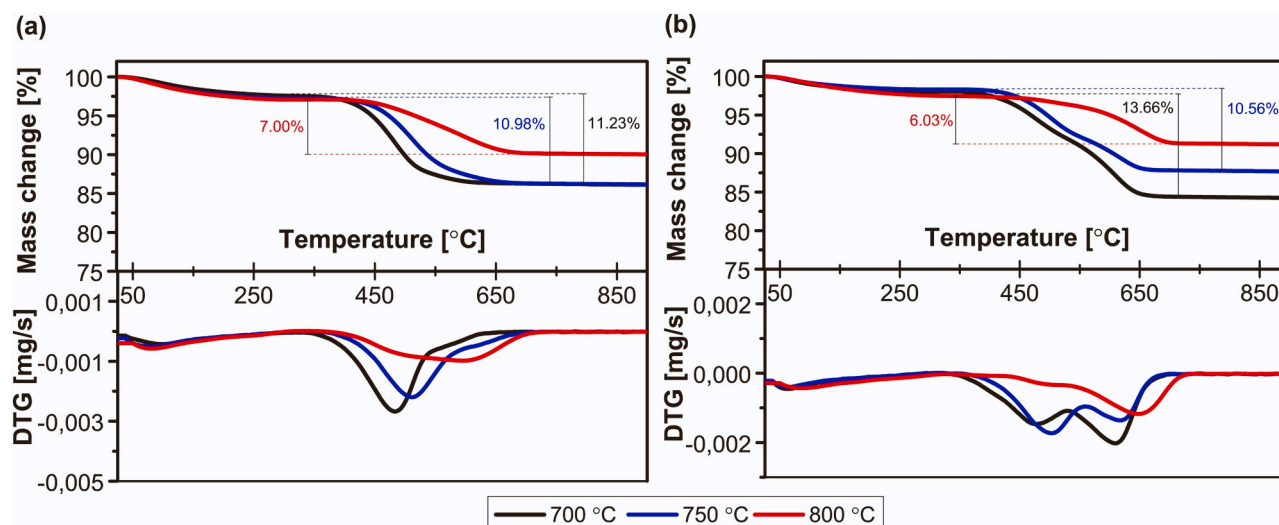 (a)
Mass change [%]
100
95
90
85
80
75
7.00%
10.98%
11.23%
Temperature [°C]
50 250 450 650 850
DTG [mg/s]
0,001
-0,001
-0,003
-0,005
(b)
Mass change [%]
100
95
90
85
80
75
6.03%
13.66%
10.56%
Temperature [°C]
50 250 450 650 850
DTG [mg/s]
0,002
0,000
-0,002
700 °C 750 °C 800 °C